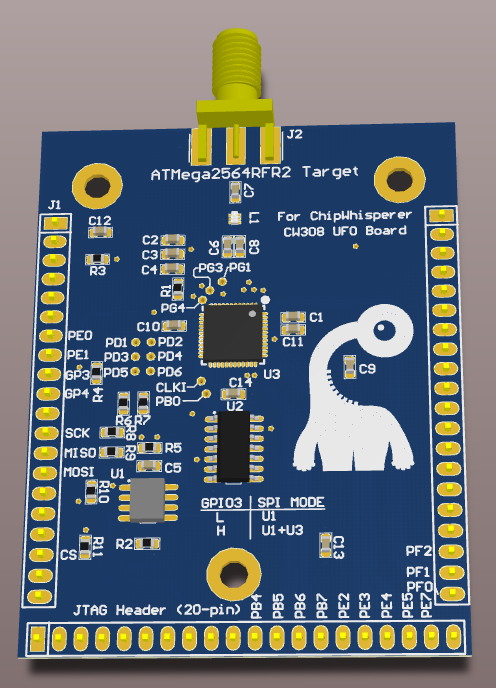 J2
ATMega2564RFR2 Target
J1
C7
L1
For ChipWhisperer
CW308 UFO Board
C12
C2
C3
C4
C6
C8
R3
PG3
PG1
R1
PG4
C10
C1
C11
PE0
PE1
GP3
GP4
R4
PD1
PD2
PD3
PD4
PD5
PD6
U3
C9
CLKI
PB0
C14
U2
R6
R7
R8
R9
SCK
MISO
MOSI
R5
C5
U1
R10
GPIO3 SPI MODE
L U1
H U1+U3
CS
R11
R2
C13
PF2
PF1
PF0
JTAG Header (20-pin)
PB4
PB5
PB6
PB7
PE2
PE3
PE4
PE5
PE7